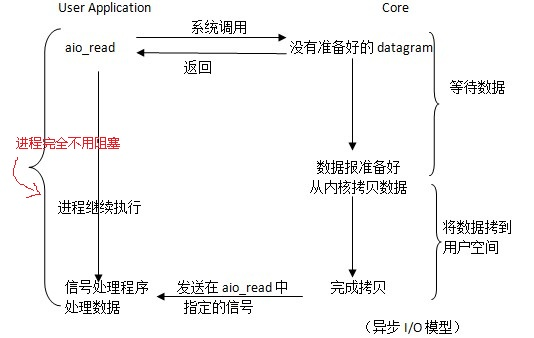 User Application
Core
系统调用
aio_read
没有准备好的 datagram
返回
等待数据
进程完全不用阻塞
数据报准备好
从内核拷贝数据
进程继续执行
将数据拷到
用户空间
信号处理程序
处理数据
发送在 aio_read 中
指定的信号
完成拷贝
（异步 I/O 模型）